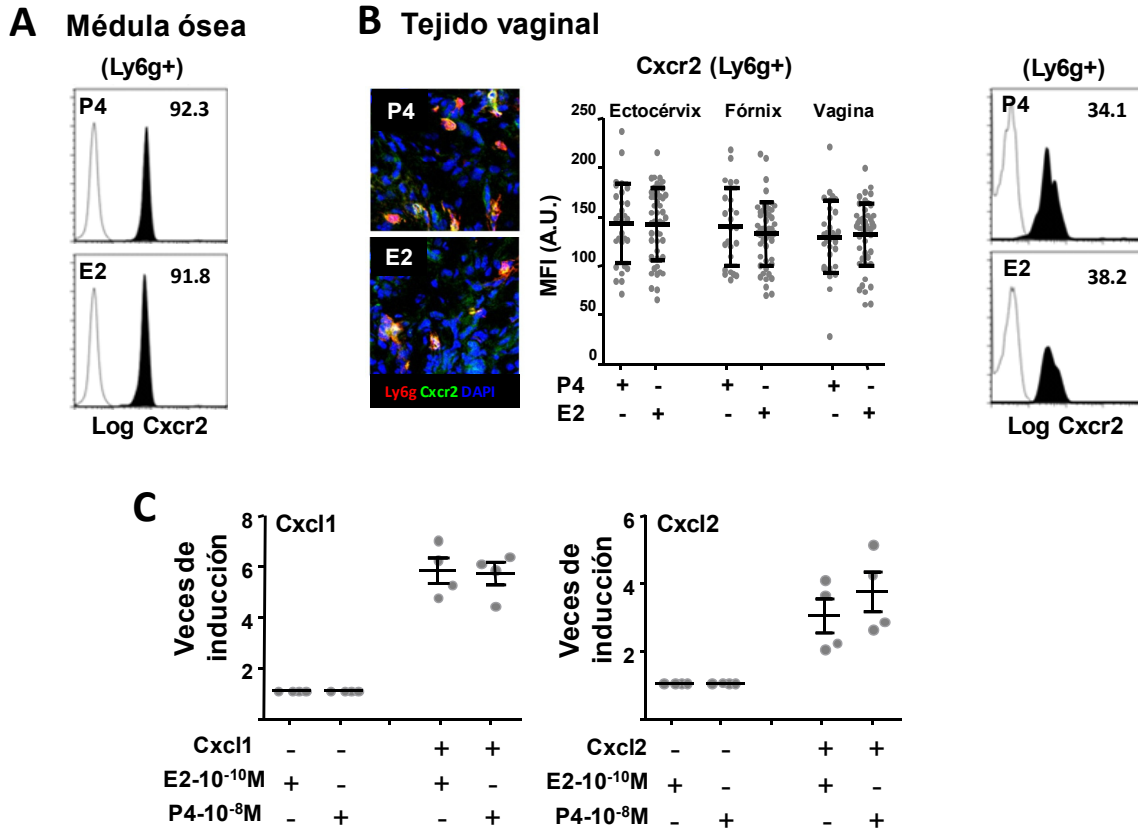 A Médula ósea
(Ly6g+)
P4 92.3
E2 91.8
Log Cxcr2
B Tejido vaginal
P4
E2
Ly6g Cxcr2 DAPI
Cxcr2 (Ly6g+)
Ectocérvix Fórnix Vagina
MFI (A.U.)
250
200
150
100
50
0
P4 + - + - + -
E2 - + - + - +
(Ly6g+)
P4 34.1
E2 38.2
Log Cxcr2
C
Cxcl1
Veces de
inducción
8
6
4
2
Cxcl1 - - + +
E2-10⁻¹⁰M + - + -
P4-10⁻⁸M - + - +
Cxcl2
Veces de
inducción
6
4
2
Cxcl2 - - + +
E2-10⁻¹⁰M + - + -
P4-10⁻⁸M - + - +